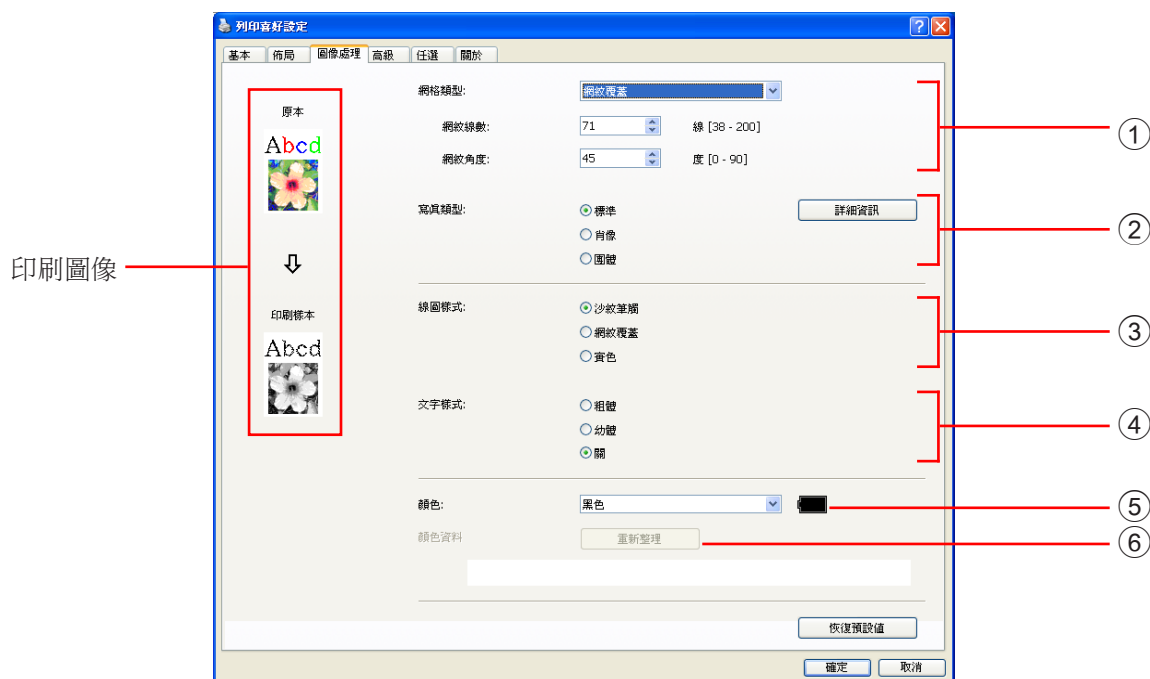 列印喜好設定
基本 佈局 圖像處理 高級 任選 關於
原本
Abcd
印刷樣本
Abcd
印刷圖像
網格類型: 網紋覆蓋
網紋線數: 71 線 [38 - 200]
網紋角度: 45 度 [0 - 90]
①
寫真類型: 標準 詳細資訊
肖像
團體
②
線圖樣式: 沙紋筆觸
網紋覆蓋
實色
③
文字樣式: 粗體
幼體
關
④
顏色: 黑色
⑤
顏色資料 重新整理
⑥
恢復預設值
確定 取消